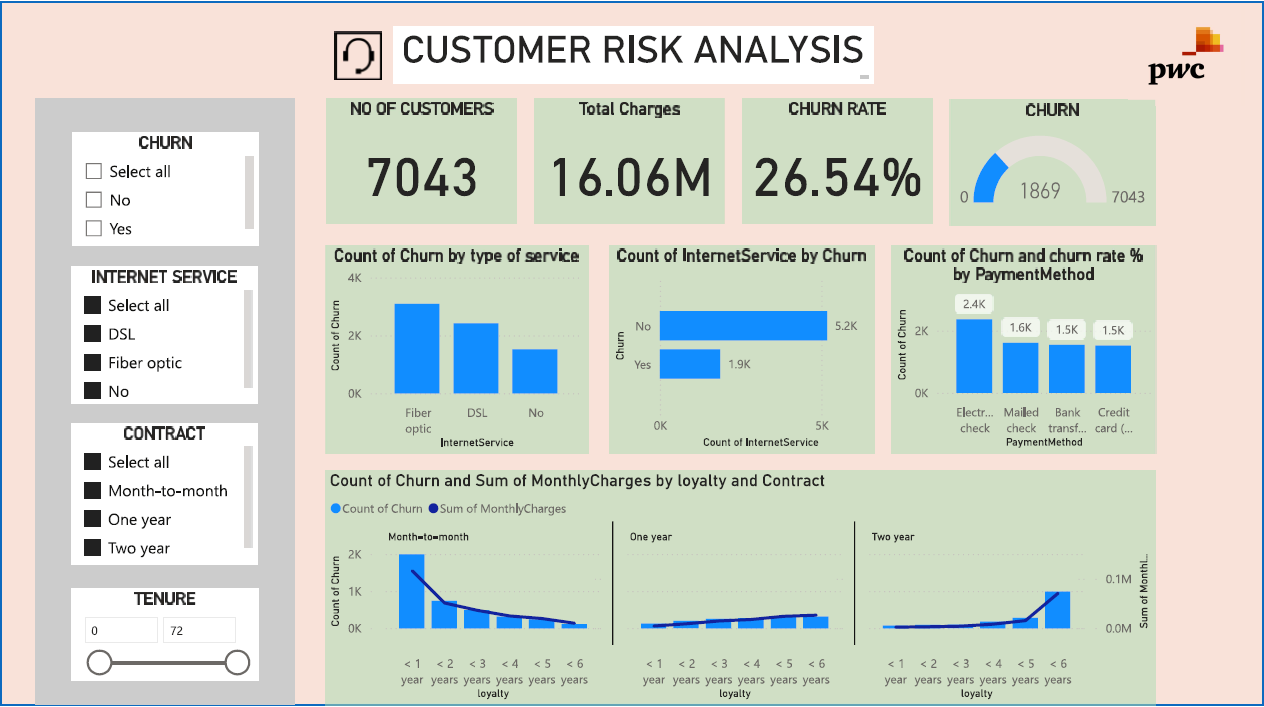 CUSTOMER RISK ANALYSIS
pwc
CHURN
Select all
No
Yes
INTERNET SERVICE
Select all
DSL
Fiber optic
No
CONTRACT
Select all
Month-to-month
One year
Two year
TENURE
0 72
NO OF CUSTOMERS
7043
Total Charges
16.06M
CHURN RATE
26.54%
CHURN
1869
0 7043
Count of Churn by type of service
4K
2K
0K
Count of Churn
Fiber optic
DSL
No
InternetService
Count of InternetService by Churn
Churn
No 5.2K
Yes 1.9K
0K 5K
Count of InternetService
Count of Churn and churn rate %
by PaymentMethod
Count of Churn
2K
0K
2.4K 1.6K 1.5K 1.5K
Electr... Mailed Bank Credit
check check transf... card (...
PaymentMethod
Count of Churn and Sum of MonthlyCharges by loyalty and Contract
Count of Churn Sum of MonthlyCharges
Month-to-month One year Two year
Count of Churn
2K
1K
0K
0.1M
0.0M
Sum of Monthl...
< 1 < 2 < 3 < 4 < 5 < 6 < 1 < 2 < 3 < 4 < 5 < 6 < 1 < 2 < 3 < 4 < 5 < 6
year years years years years years year years years years years years year years years years years years
loyalty loyalty loyalty